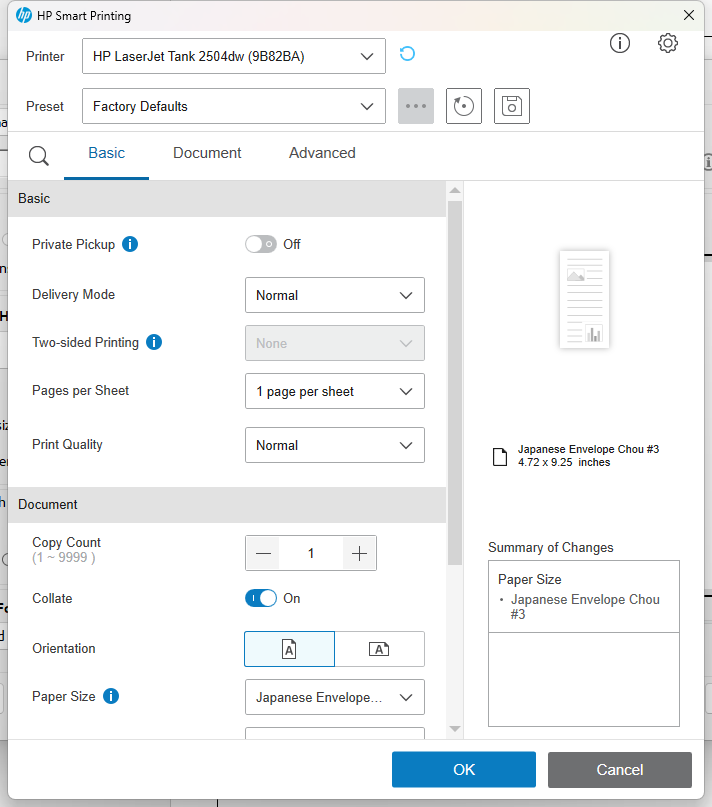 HP Smart Printing
Printer
HP LaserJet Tank 2504dw (9B82BA)
Preset
Factory Defaults
Basic
Document
Advanced
Basic
Private Pickup
Off
Delivery Mode
Normal
Two-sided Printing
None
Pages per Sheet
1 page per sheet
Print Quality
Normal
Document
Copy Count
(1 ~ 9999 )
1
Collate
On
Orientation
A
A
Paper Size
Japanese Envelope...
Japanese Envelope Chou #3
4.72 x 9.25 inches
Summary of Changes
Paper Size
• Japanese Envelope Chou
#3
OK
Cancel